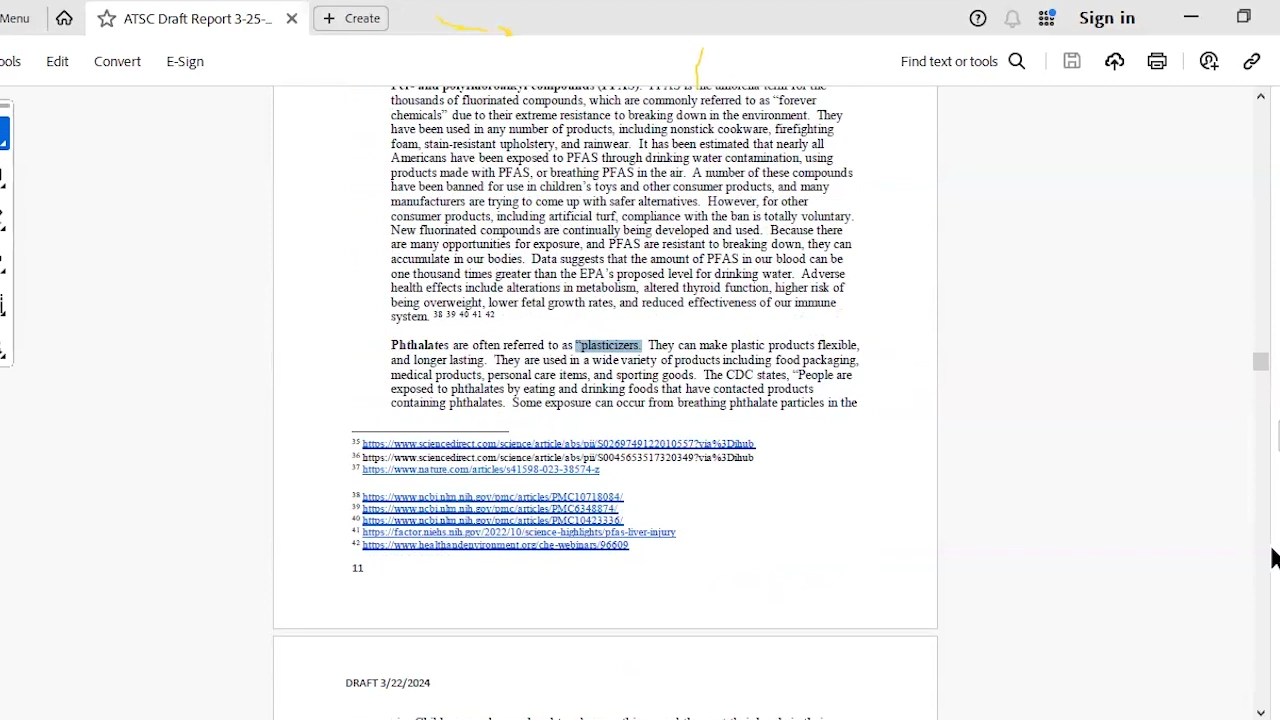 Menu
ATSC Draft Report 3-25-_
Create
Sign in
ools
Edit
Convert
E-Sign
Find text or tools
Per- and polyfluoroalkyl compounds (PFAS). PFAS is the umbrella term for the
thousands of fluorinated compounds, which are commonly referred to as “forever
chemicals” due to their extreme resistance to breaking down in the environment. They
have been used in any number of products, including nonstick cookware, firefighting
foam, stain-resistant upholstery, and rainwear. It has been estimated that nearly all
Americans have been exposed to PFAS through drinking water contamination, using
products made with PFAS, or breathing PFAS in the air. A number of these compounds
have been banned for use in children’s toys and other consumer products, and many
manufacturers are trying to come up with safer alternatives. However, for other
consumer products, including artificial turf, compliance with the ban is totally voluntary.
New fluorinated compounds are continually being developed and used. Because there
are many opportunities for exposure, and PFAS are resistant to breaking down, they can
accumulate in our bodies. Data suggests that the amount of PFAS in our blood can be
one thousand times greater than the EPA’s proposed level for drinking water. Adverse
health effects include alterations in metabolism, altered thyroid function, higher risk of
being overweight, lower fetal growth rates, and reduced effectiveness of our immune
system. 38 39 40 41 42
Phthalates are often referred to as “plasticizers. They can make plastic products flexible,
and longer lasting. They are used in a wide variety of products including food packaging,
medical products, personal care items, and sporting goods. The CDC states, “People are
exposed to phthalates by eating and drinking foods that have contacted products
containing phthalates. Some exposure can occur from breathing phthalate particles in the
35 https://www.sciencedirect.com/science/article/abs/pii/S0269749122010557?via%3Dihub
36 https://www.sciencedirect.com/science/article/abs/pii/S0045653517320349?via%3Dihub
37 https://www.nature.com/articles/s41598-023-38574-z
38 https://www.ncbi.nlm.nih.gov/pmc/articles/PMC10718084/
39 https://www.ncbi.nlm.nih.gov/pmc/articles/PMC6348874/
40 https://www.ncbi.nlm.nih.gov/pmc/articles/PMC10423336/
41 https://factor.niehs.nih.gov/2022/10/science-highlights/pfas-liver-injury
42 https://www.healthandenvironment.org/che-webinars/96609
11
DRAFT 3/22/2024